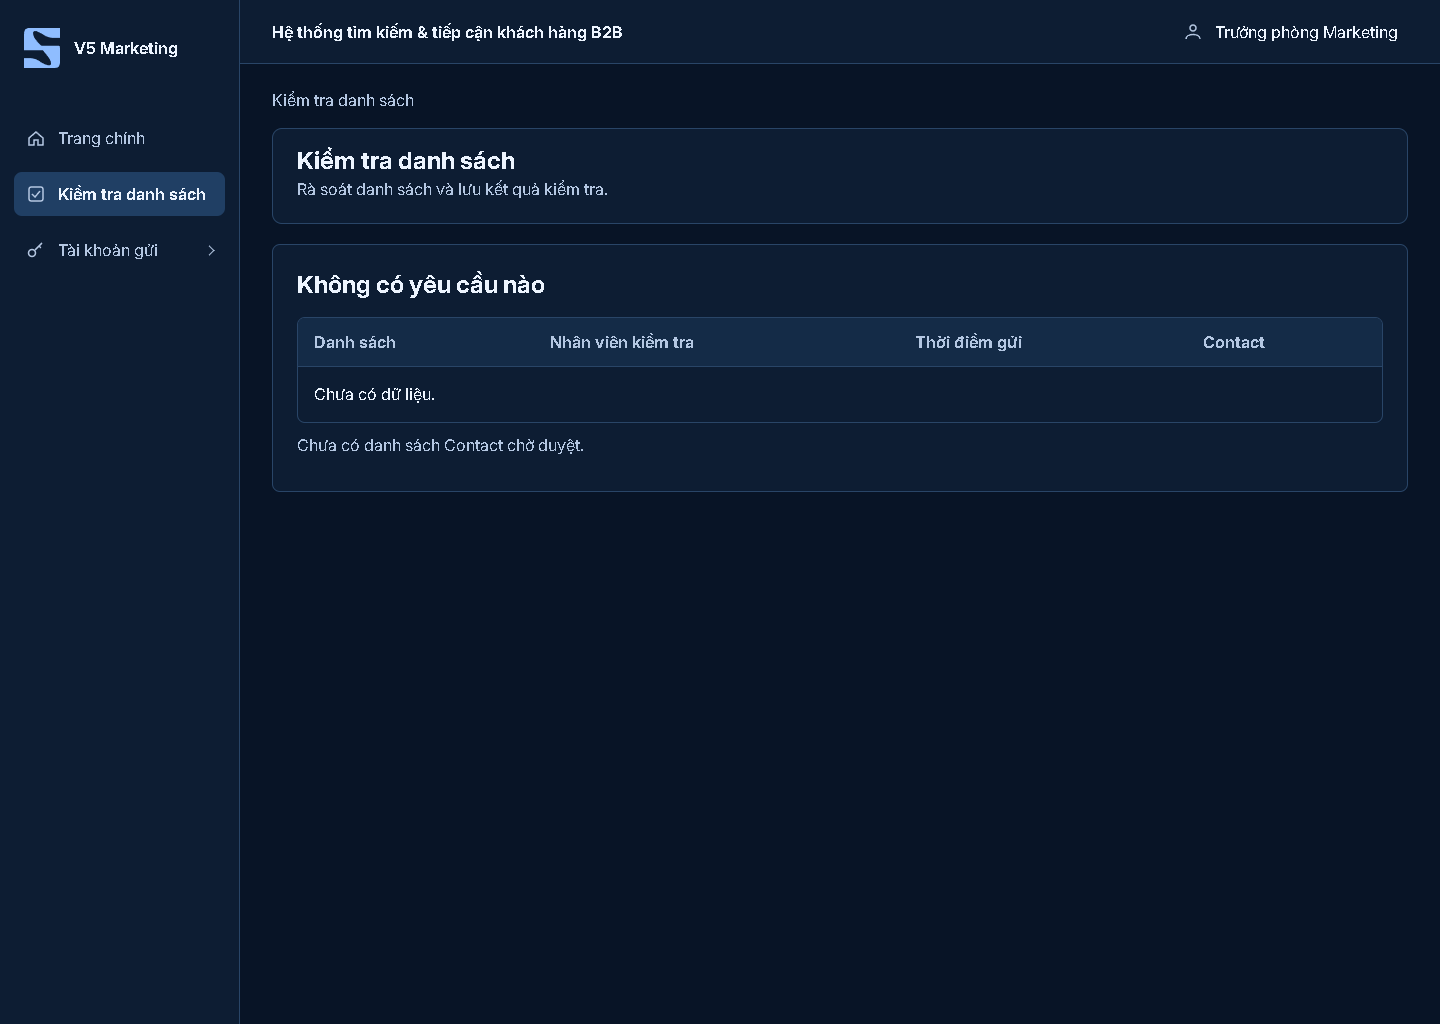 V5 Marketing
Hệ thống tìm kiếm & tiếp cận khách hàng B2B
Trưởng phòng Marketing
Trang chính
Kiểm tra danh sách
Tài khoản gửi
Kiểm tra danh sách
Kiểm tra danh sách
Rà soát danh sách và lưu kết quả kiểm tra.
Không có yêu cầu nào
Danh sách Nhân viên kiểm tra Thời điểm gửi Contact
Chưa có dữ liệu.
Chưa có danh sách Contact chờ duyệt.